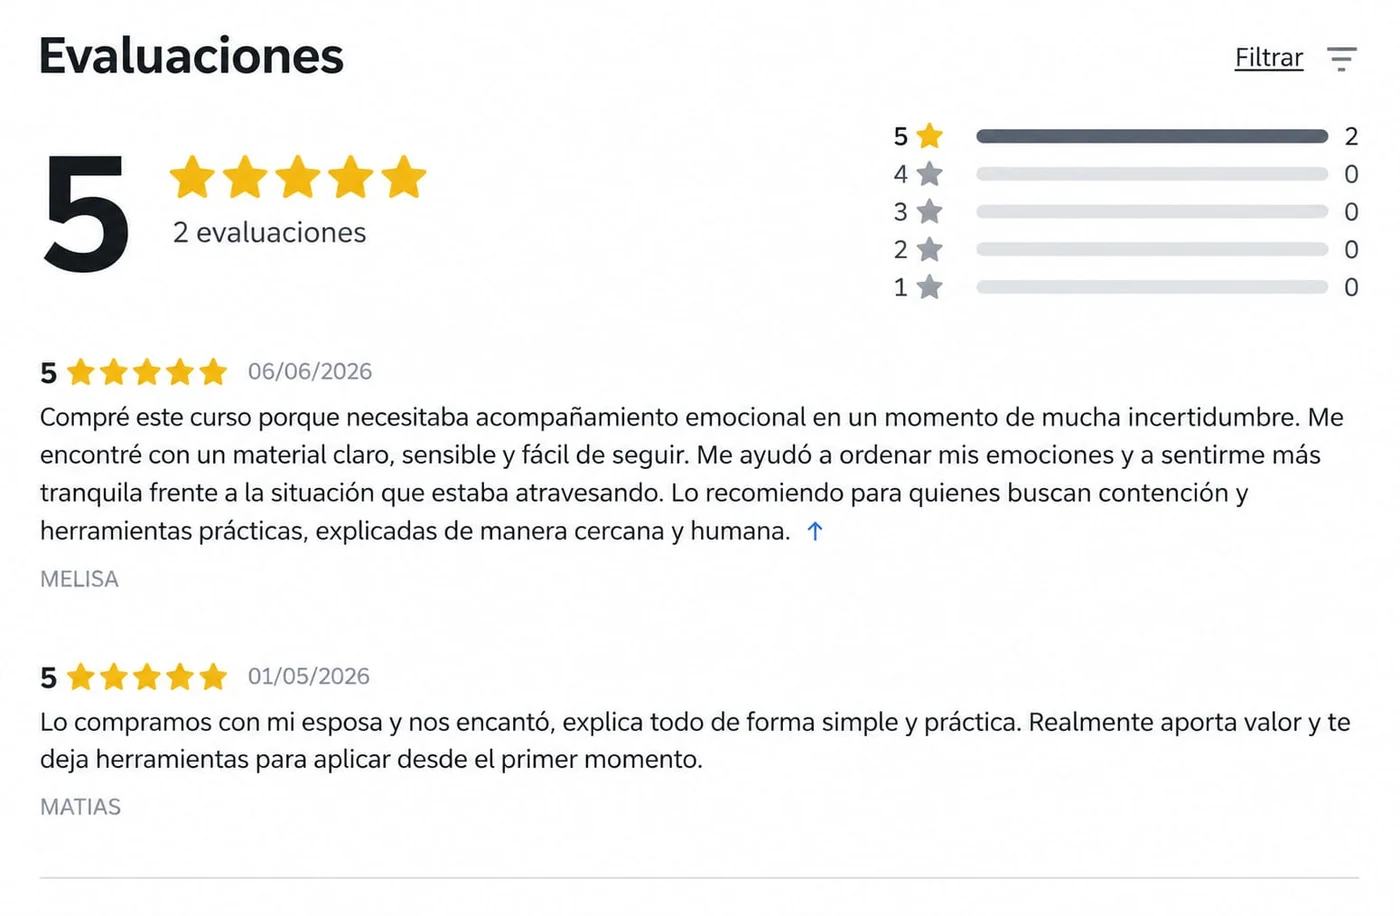 Evaluaciones
Filtrar
5
2 evaluaciones
5 2
4 0
3 0
2 0
1 0
5 06/06/2026
Compré este curso porque necesitaba acompañamiento emocional en un momento de mucha incertidumbre. Me
encontré con un material claro, sensible y fácil de seguir. Me ayudó a ordenar mis emociones y a sentirme más
tranquila frente a la situación que estaba atravesando. Lo recomiendo para quienes buscan contención y
herramientas prácticas, explicadas de manera cercana y humana. ↑
MELISA
5 01/05/2026
Lo compramos con mi esposa y nos encantó, explica todo de forma simple y práctica. Realmente aporta valor y te
deja herramientas para aplicar desde el primer momento.
MATIAS